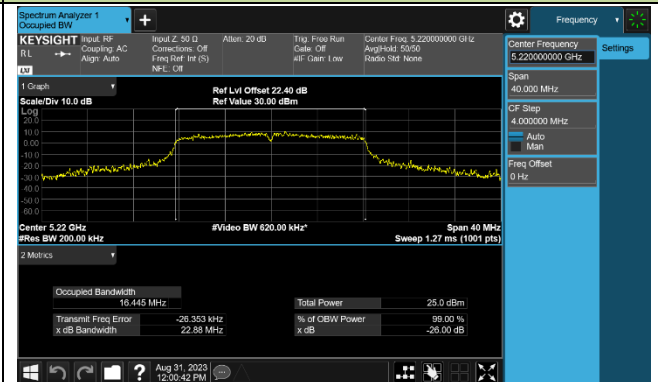 Spectrum Analyzer 1
Occupied BW
Frequency
KEYSIGHT
RL
LXI
Input: RF
Coupling: AC
Align: Auto
Input Z: 50 Ω
Corrections: Off
Freq Ref: Int (S)
NFE: Off
Atten: 20 dB
Trig: Free Run
Gate: Off
#IF Gain: Low
Center Freq: 5.220000000 GHz
Avg|Hold: 50/50
Radio Std: None
Center Frequency
5.220000000 GHz
Settings
Span
40.000 MHz
CF Step
4.000000 MHz
Auto
Man
Freq Offset
0 Hz
1 Graph
Scale/Div 10.0 dB
Ref Lvl Offset 22.40 dB
Ref Value 30.00 dBm
Log
20.0
10.0
0.00
-10.0
-20.0
-30.0
-40.0
-50.0
-60.0
Center 5.22 GHz
#Res BW 200.00 kHz
#Video BW 620.00 kHz*
Span 40 MHz
Sweep 1.27 ms (1001 pts)
2 Metrics
Occupied Bandwidth
16.445 MHz
Total Power 25.0 dBm
Transmit Freq Error -26.353 kHz
% of OBW Power 99.00 %
x dB Bandwidth 22.88 MHz
x dB -26.00 dB
Aug 31, 2023
12:00:42 PM